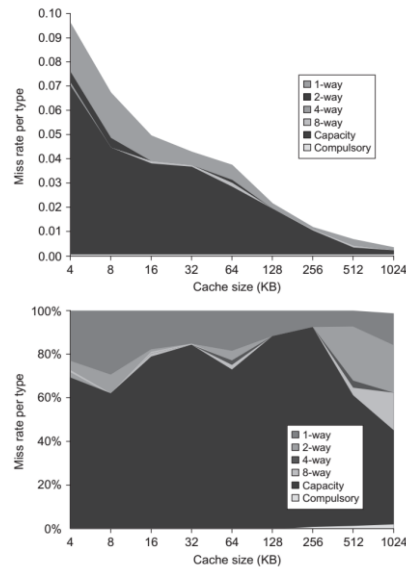 0.10
0.09
0.08
0.07
0.06
0.05
0.04
0.03
0.02
0.01
0.00
Miss rate per type
1-way
2-way
4-way
8-way
Capacity
Compulsory
4 8 16 32 64 128 256 512 1024
Cache size (KB)
100%
80%
60%
40%
20%
0%
Miss rate per type
1-way
2-way
4-way
8-way
Capacity
Compulsory
4 8 16 32 64 128 256 512 1024
Cache size (KB)